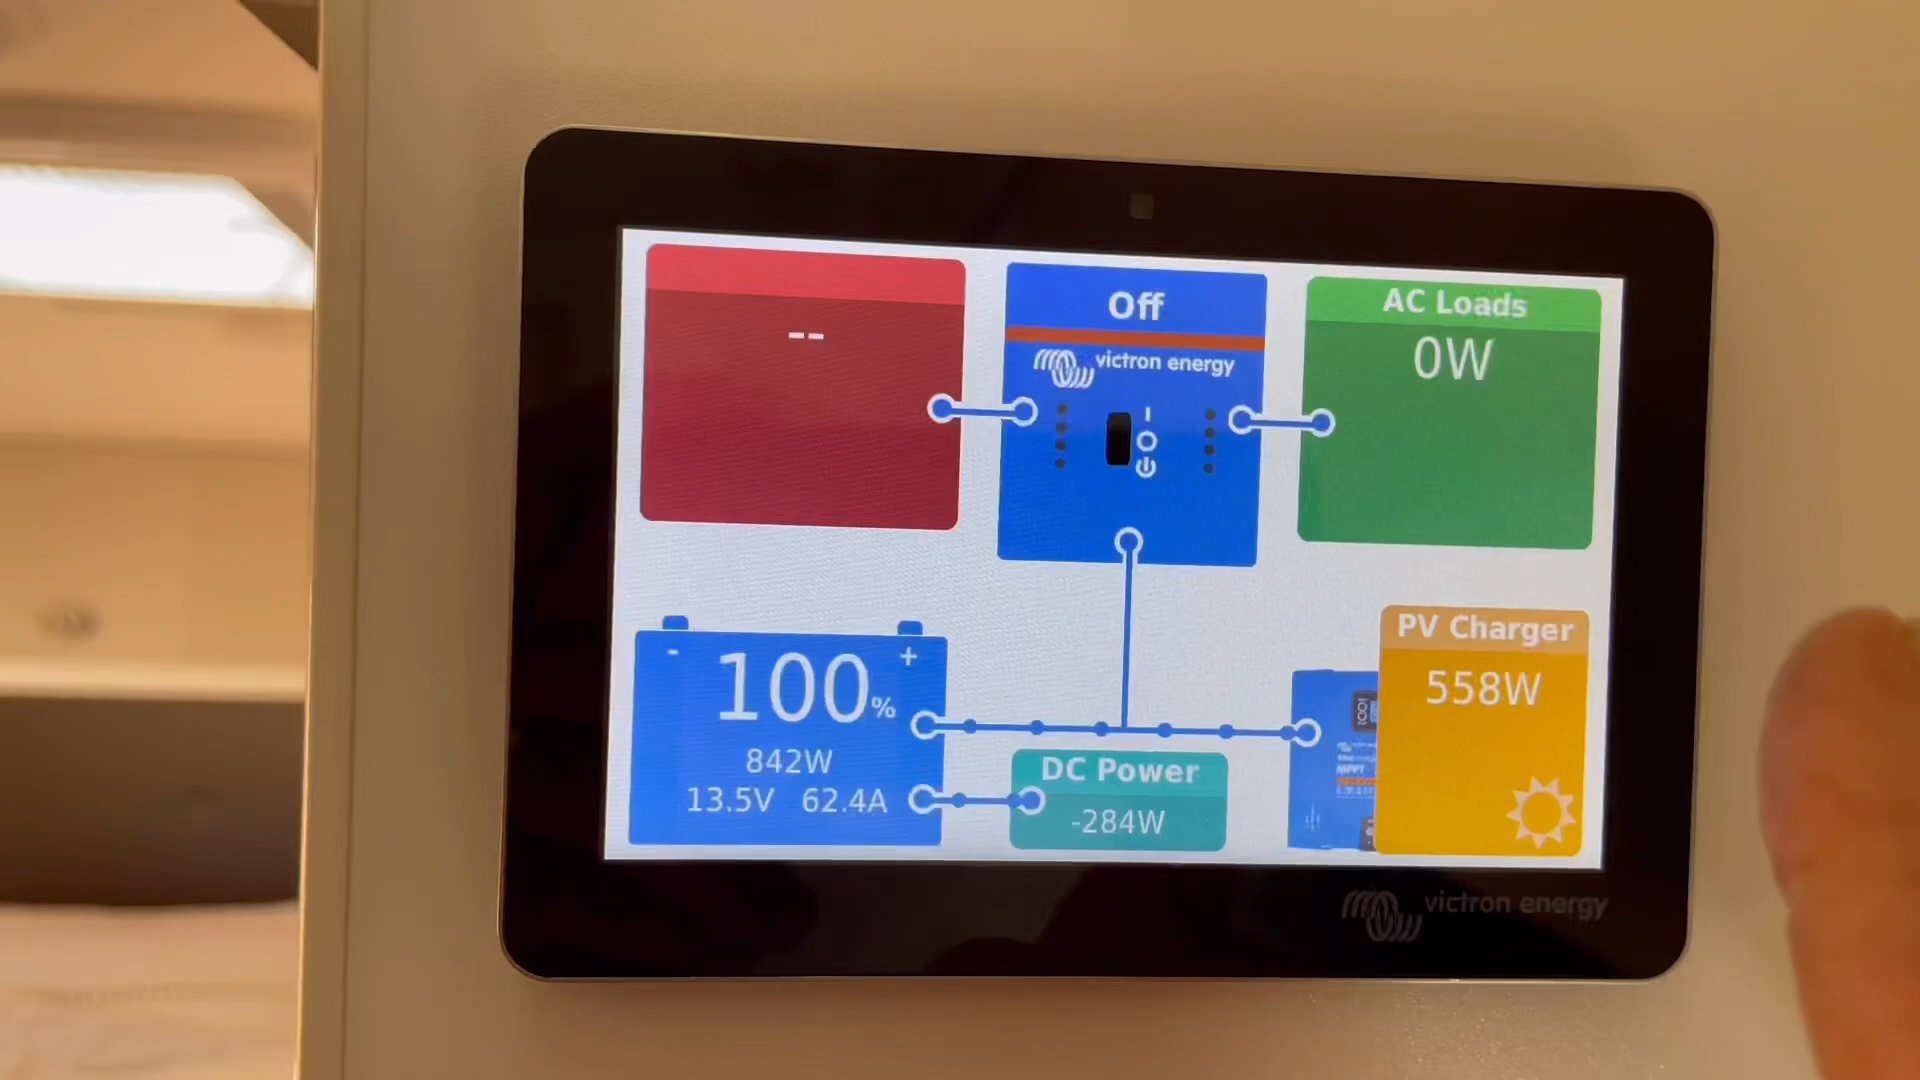 --
Off
victron energy
AC Loads
0W
- +
100%
842W
13.5V 62.4A
DC Power
-284W
PV Charger
558W
MPPT
victron energy